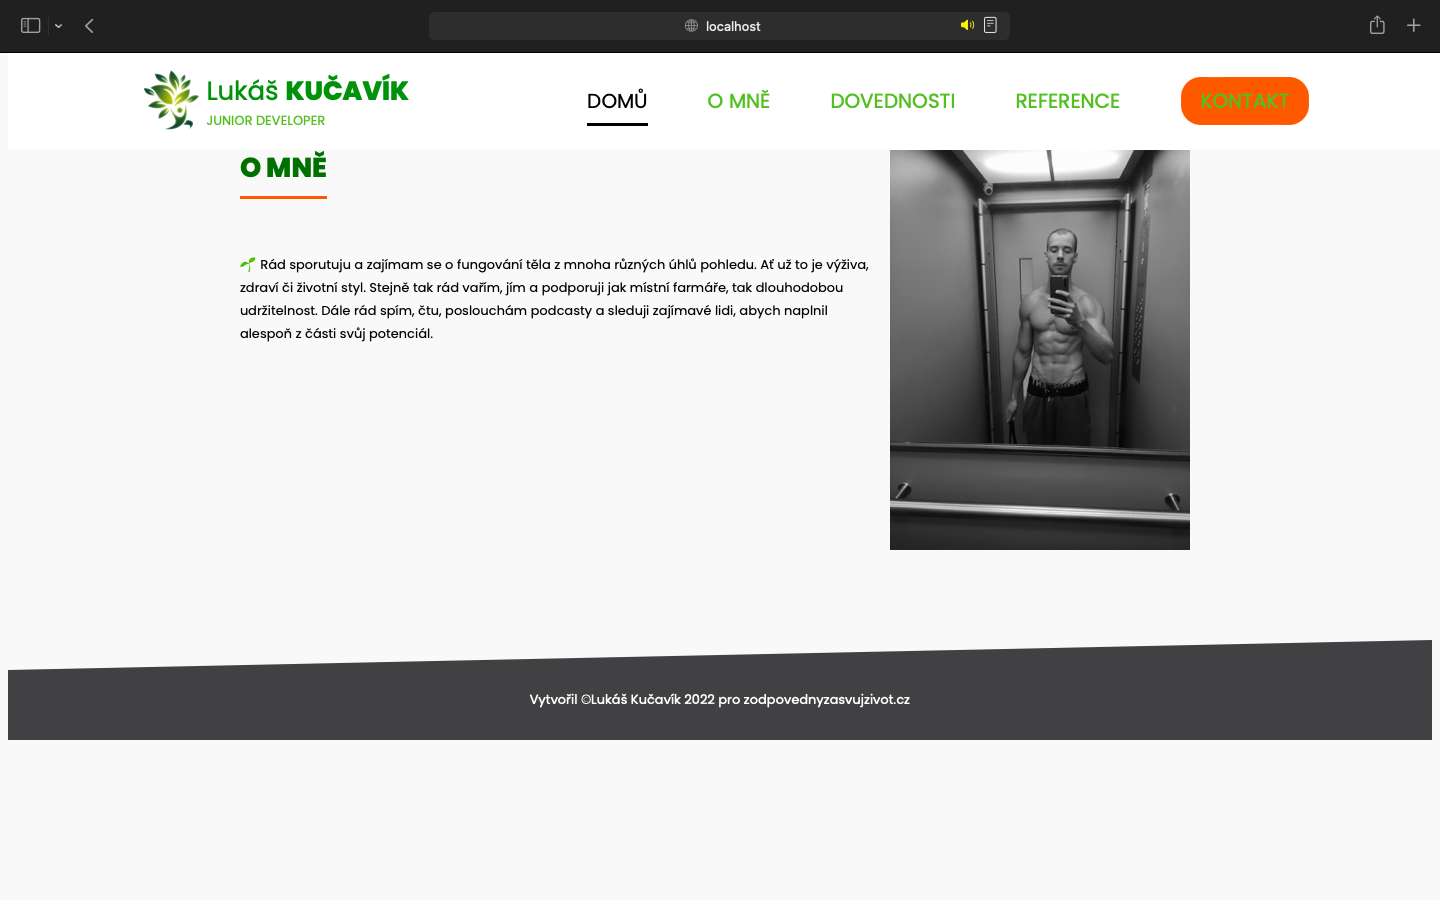 localhost
Lukáš KUČAVÍK
JUNIOR DEVELOPER
DOMŮ
O MNĚ
DOVEDNOSTI
REFERENCE
KONTAKT
O MNĚ
Rád sporutuju a zajímam se o fungování těla z mnoha různých úhlů pohledu. Ať už to je výživa,
zdraví či životní styl. Stejně tak rád vařím, jím a podporuji jak místní farmáře, tak dlouhodobou
udržitelnost. Dále rád spím, čtu, poslouchám podcasty a sleduji zajímavé lidi, abych naplnil
alespoň z části svůj potenciál.
Vytvořil ©Lukáš Kučavík 2022 pro zodpovednyzasvujzivot.cz